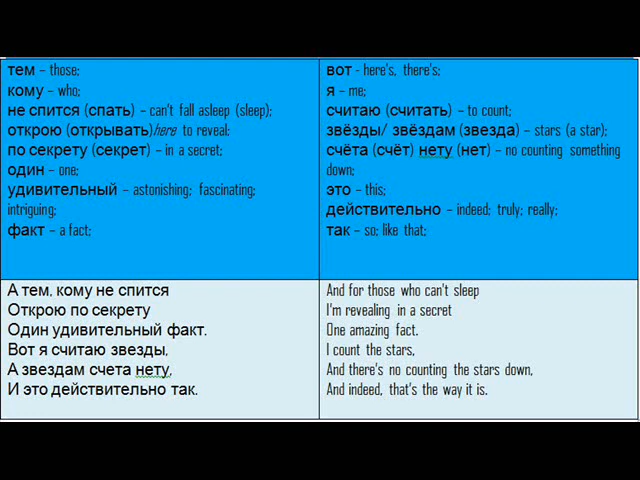 тем – those;
кому – who;
не спится (спать) – can't fall asleep (sleep);
открою (открывать)here to reveal;
по секрету (секрет) – in a secret;
один – one;
удивительный – astonishing; fascinating;
intriguing;
факт – a fact;
вот - here's, there's;
я – me;
считаю (считать) – to count;
звёзды/ звёздам (звезда) – stars (a star);
счёта (счёт) нету (нет) – no counting something
down;
это – this;
действительно – indeed; truly; really;
так – so; like that;
А тем, кому не спится
Открою по секрету
Один удивительный факт.
Вот я считаю звезды,
А звездам счета нету,
И это действительно так.
And for those who can't sleep
I'm revealing in a secret
One amazing fact.
I count the stars,
And there's no counting the stars down,
And indeed, that's the way it is.